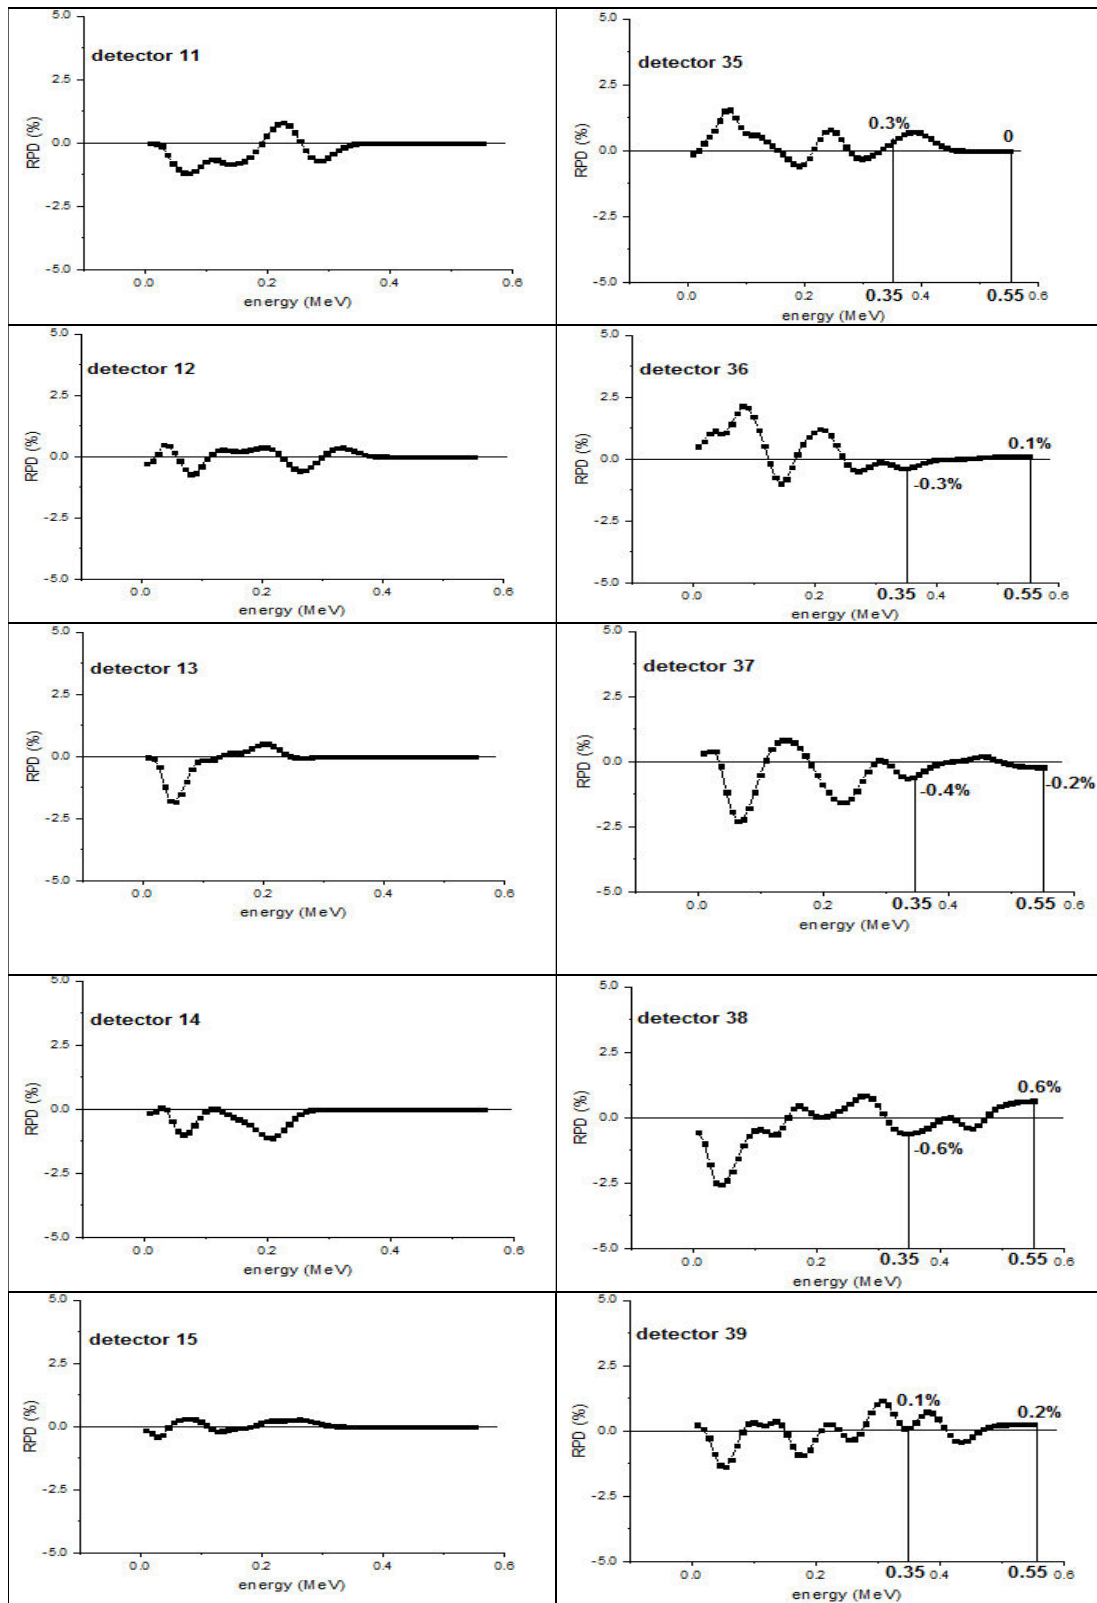 detector 11
RPD (%)
5.0
2.5
0.0
-2.5
-5.0
0.0 0.2 0.4 0.6
energy (MeV)
detector 35
RPD (%)
5.0
2.5
0.0
-2.5
-5.0
0.3%
0
0.0 0.2 0.35 0.4 0.55 0.6
energy (MeV)
detector 12
RPD (%)
5.0
2.5
0.0
-2.5
-5.0
0.0 0.2 0.4 0.6
energy (MeV)
detector 36
RPD (%)
5.0
2.5
0.0
-2.5
-5.0
0.1%
-0.3%
0.0 0.2 0.35 0.4 0.55 0.6
energy (MeV)
detector 13
RPD (%)
5.0
2.5
0.0
-2.5
-5.0
0.0 0.2 0.4 0.6
energy (MeV)
detector 37
RPD (%)
5.0
2.5
0.0
-2.5
-5.0
-0.4%
-0.2%
0.0 0.2 0.35 0.4 0.55 0.6
energy (MeV)
detector 14
RPD (%)
5.0
2.5
0.0
-2.5
-5.0
0.0 0.2 0.4 0.6
energy (MeV)
detector 38
RPD (%)
5.0
2.5
0.0
-2.5
-5.0
0.6%
-0.6%
0.0 0.2 0.35 0.4 0.55 0.6
energy (MeV)
detector 15
RPD (%)
5.0
2.5
0.0
-2.5
-5.0
0.0 0.2 0.4 0.6
energy (MeV)
detector 39
RPD (%)
5.0
2.5
0.0
-2.5
-5.0
0.1%
0.2%
0.0 0.2 0.35 0.4 0.55 0.6
energy (MeV)